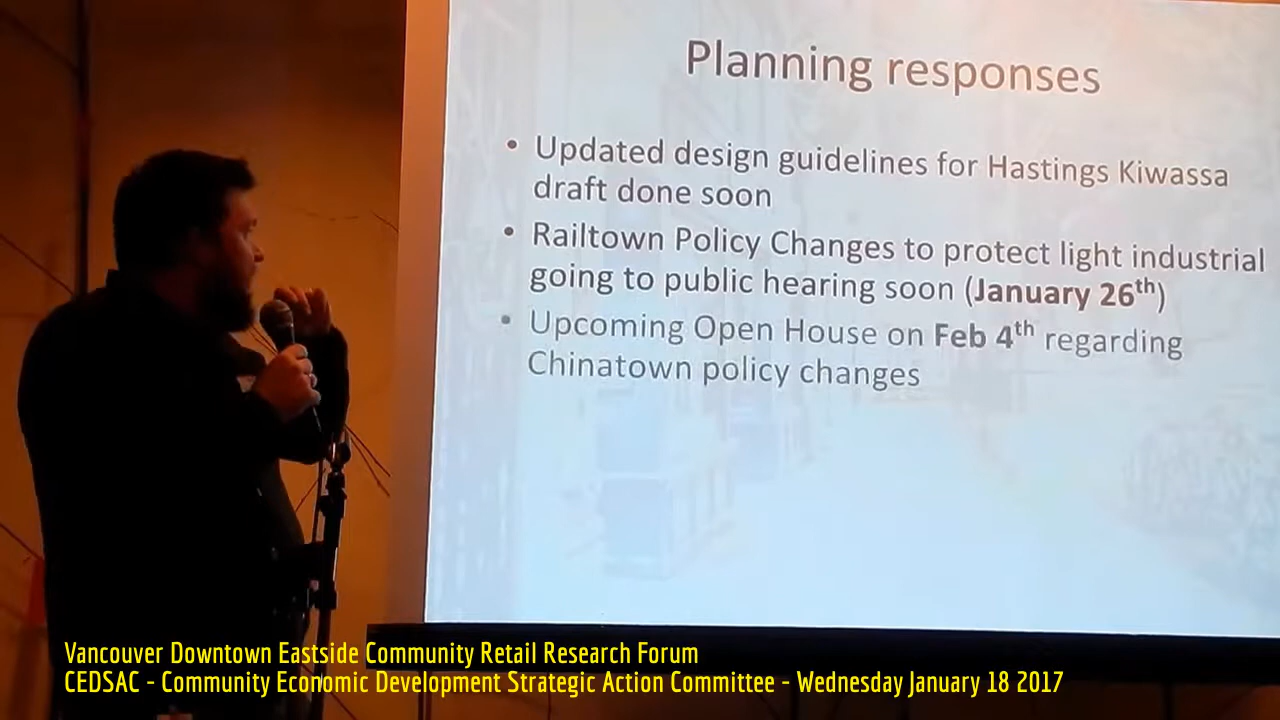 Planning responses
• Updated design guidelines for Hastings Kiwassa
draft done soon
• Railtown Policy Changes to protect light industrial
going to public hearing soon (January 26th)
• Upcoming Open House on Feb 4th regarding
Chinatown policy changes
Vancouver Downtown Eastside Community Retail Research Forum
CEDSAC - Community Economic Development Strategic Action Committee - Wednesday January 18 2017